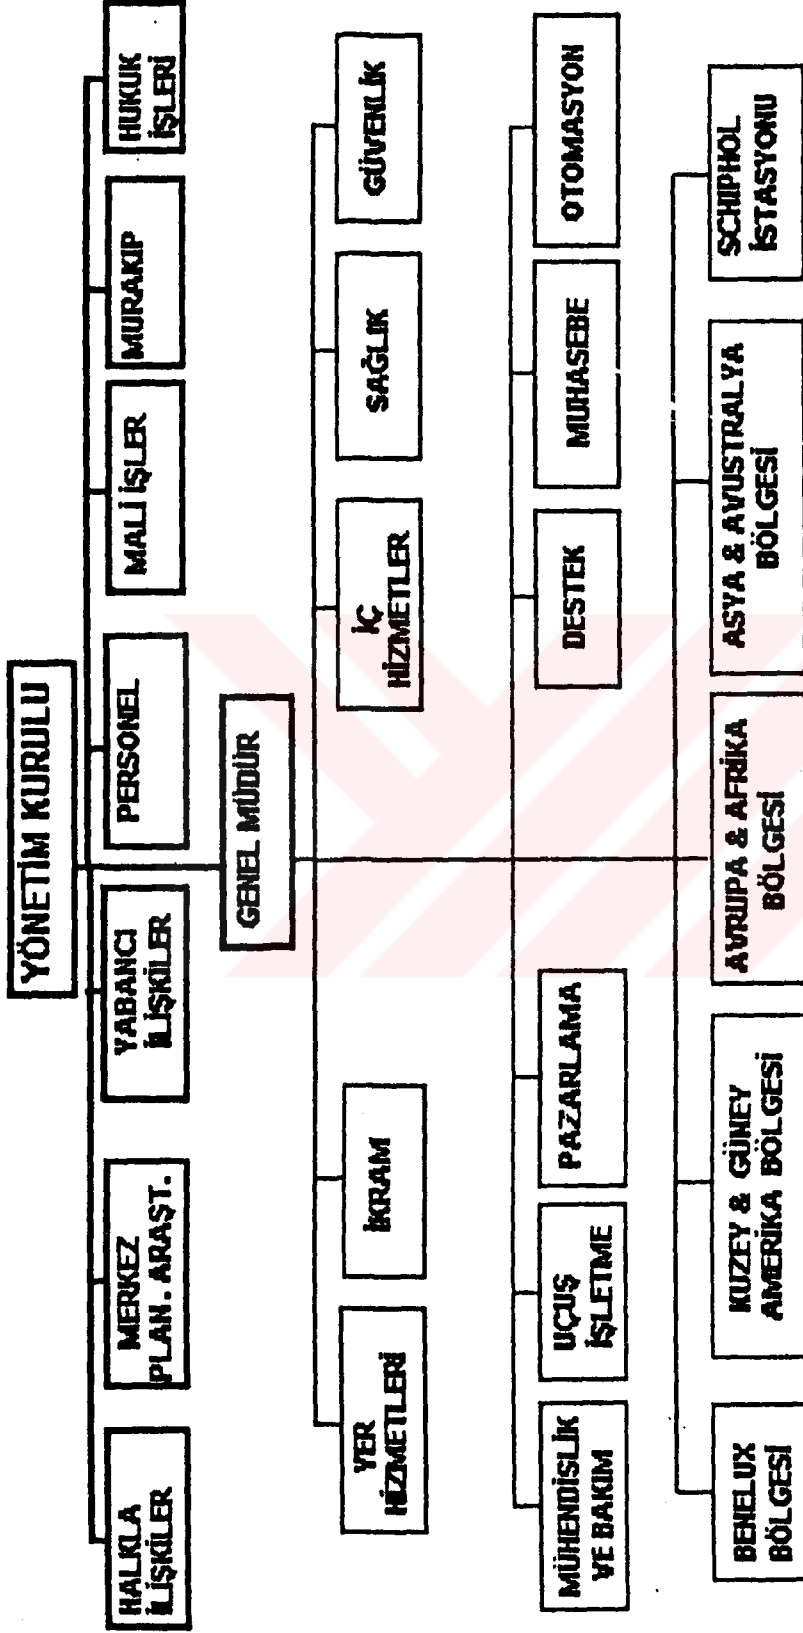 YÖNETİM KURULU
HALKLA
İLİŞKİLER
MERKEZ
PLAN. ARAŞT.
YABANCI
İLİŞKİLER
PERSONEL
MALİ İŞLER
MURAKIP
HUKUK
İŞLERİ
GENEL MÜDÜR
YER
HİZMETLERİ
İKRAM
İÇ
HİZMETLER
SAĞLIK
GÜVENLİK
MÜHENDİSLİK
VE BAKIM
UÇUŞ
İŞLETME
PAZARLAMA
DESTEK
MUHASEBE
OTOMASYON
BENELUX
BÖLGESİ
KUZEY & GÜNEY
AMERİKA BÖLGESİ
AVRUPA & AFRİKA
BÖLGESİ
ASYA & AVUSTRALYA
BÖLGESİ
SCHIPHOL
İSTASYONU